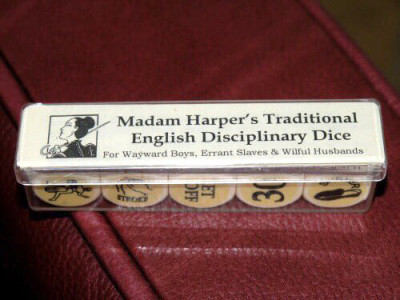 Madam Harper's Traditional
English Disciplinary Dice
For Wayward Boys, Errant Slaves & Wilful Husbands
30